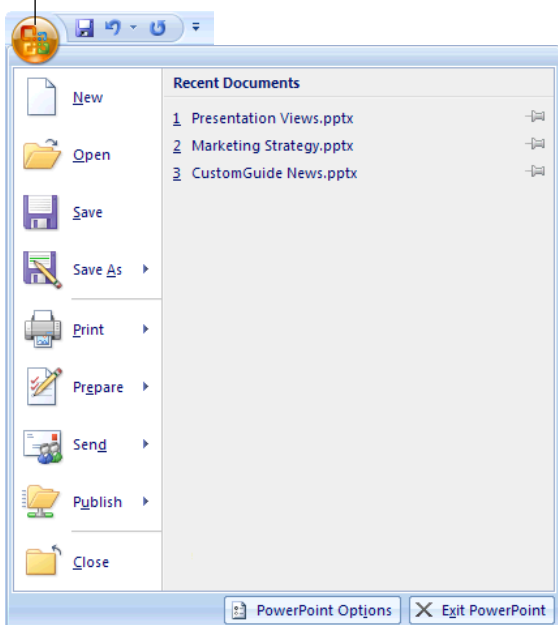 Recent Documents
New
1 Presentation Views.pptx
2 Marketing Strategy.pptx
Open
3 CustomGuide News.pptx
Save
Save As
Print
Prepare
Send
Publish
Close
PowerPoint Options
Exit PowerPoint